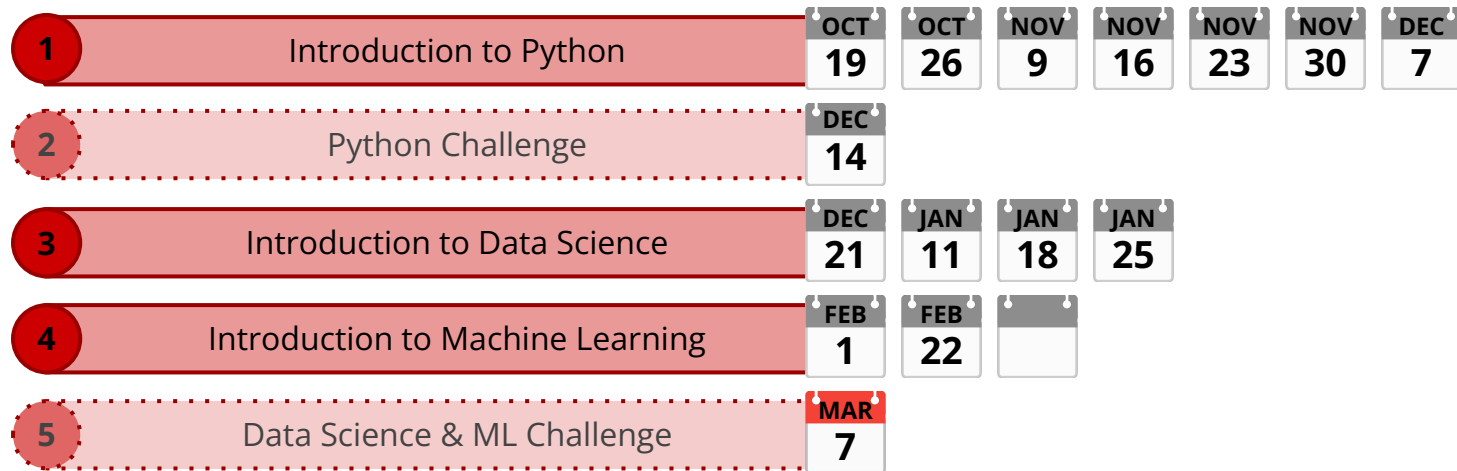 1 Introduction to Python OCT 19 OCT 26 NOV 9 NOV 16 NOV 23 NOV 30 DEC 7
2 Python Challenge DEC 14
3 Introduction to Data Science DEC 21 JAN 11 JAN 18 JAN 25
4 Introduction to Machine Learning FEB 1 FEB 22
5 Data Science & ML Challenge MAR 7